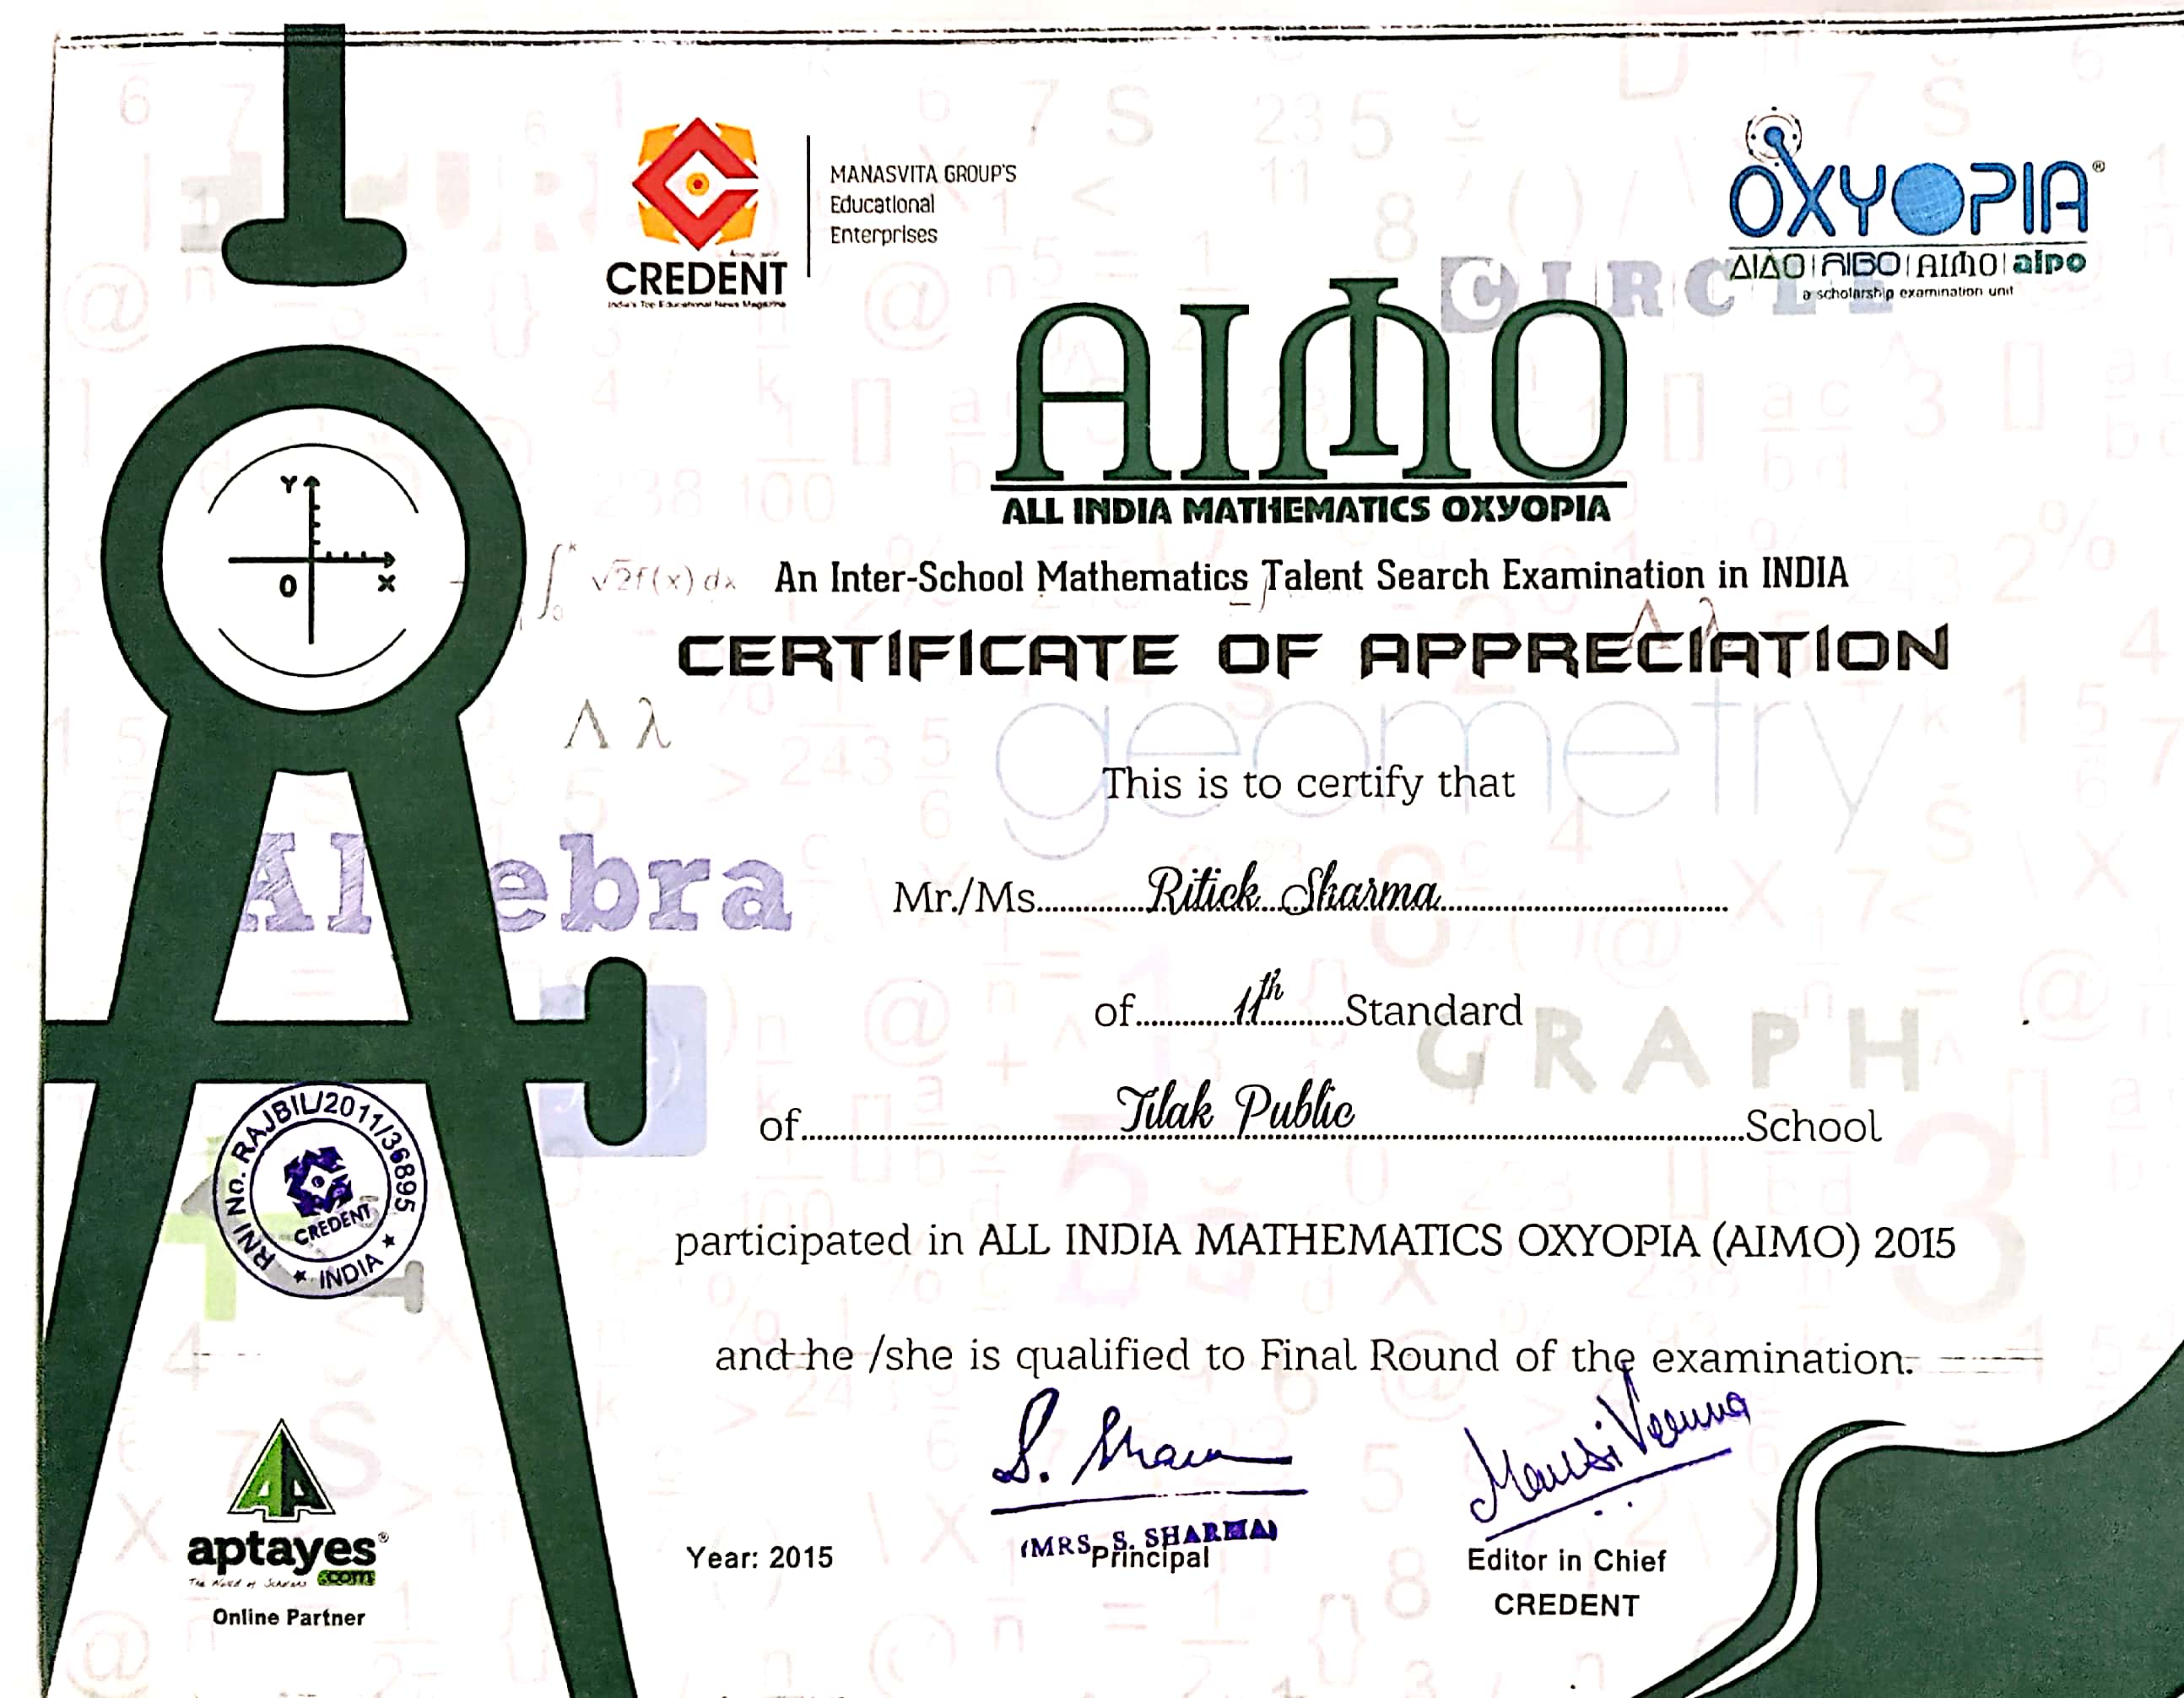 MANASVITA GROUP'S
Educational
Enterprises
CREDENT
India's Top Educational News Magazine
OXYOPIA®
AIAO | AIBO | AIMO | aipo
a scholarship examination unit
CIRCLE
AIMO
ALL INDIA MATHEMATICS OXYOPIA
An Inter-School Mathematics Talent Search Examination in INDIA
CERTIFICATE OF APPRECIATION
Y
O X
∫ √2f(x) dx
Λ λ
geometry
This is to certify that
Algebra
Mr./Ms. Ritick Sharma
of 11th Standard
GRAPH
of Tilak Public School
participated in ALL INDIA MATHEMATICS OXYOPIA (AIMO) 2015
and he /she is qualified to Final Round of the examination.
RNI No. RAJBIL/2011/36895
CREDENT
★ INDIA ★
S. Sharma
Mansi Veenna
(MRS. S. SHARMA)
Year: 2015
Principal
Editor in Chief
CREDENT
aptayes®
.com
Online Partner